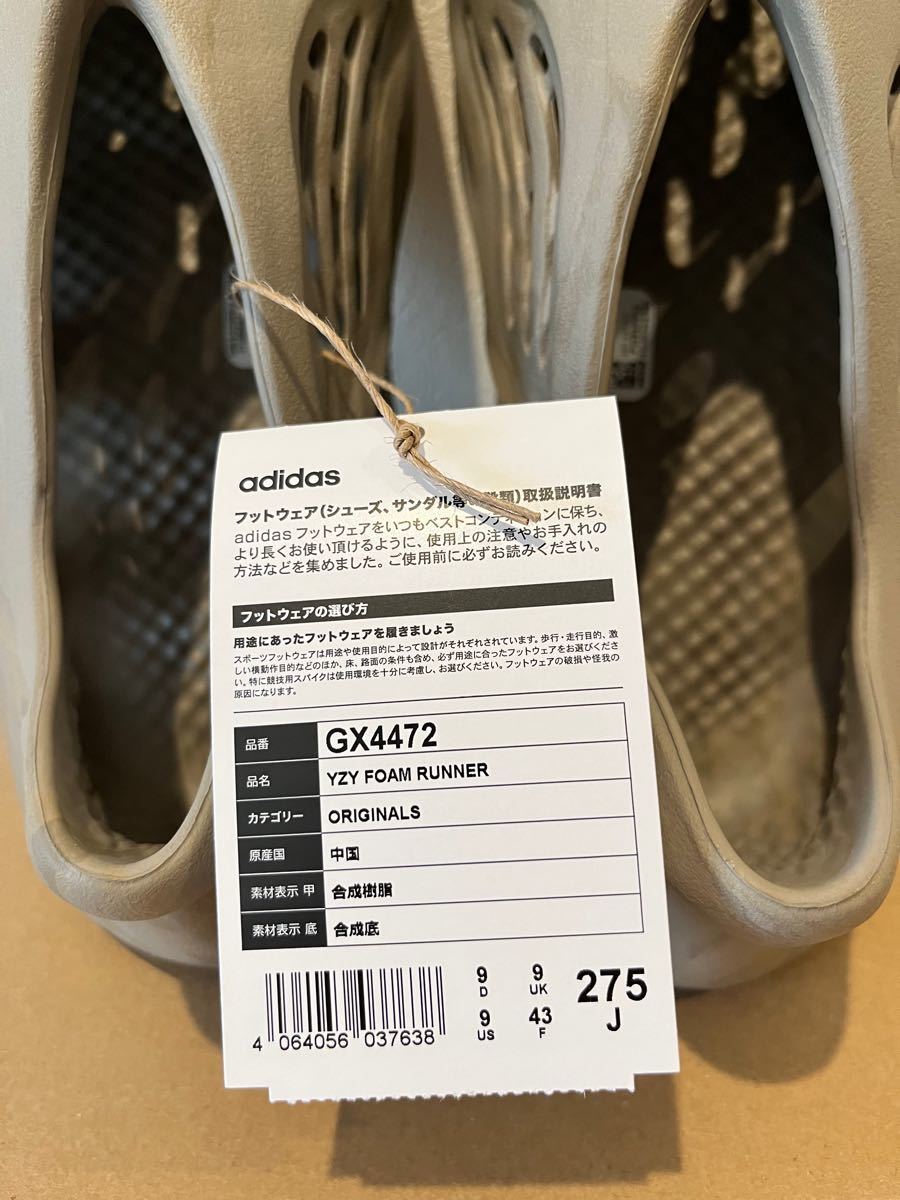 adidas
フットウェア(シューズ、サンダル等 類)取扱説明書
adidas フットウェアをいつもベストコンディションに保ち、
より長くお使い頂けるように、使用上の注意やお手入れの
方法などを集めました。ご使用前に必ずお読みください。
フットウェアの選び方
用途にあったフットウェアを履きましょう
スポーツフットウェアは用途や使用目的によって設計がそれぞれされています。歩行・走行目的、激
しい横動作目的などのほか、床、路面の条件も含め、必ず用途に合ったフットウェアをお選びくださ
い。特に競技用スパイクは使用環境を十分に考慮し、お選びください。フットウェアの破損や怪我の
原因になります。
品番 GX4472
品名 YZY FOAM RUNNER
カテゴリー ORIGINALS
原産国 中国
素材表示 甲 合成樹脂
素材表示 底 合成底
9 9 275
D UK J
9 43
US F
4 064056 037638